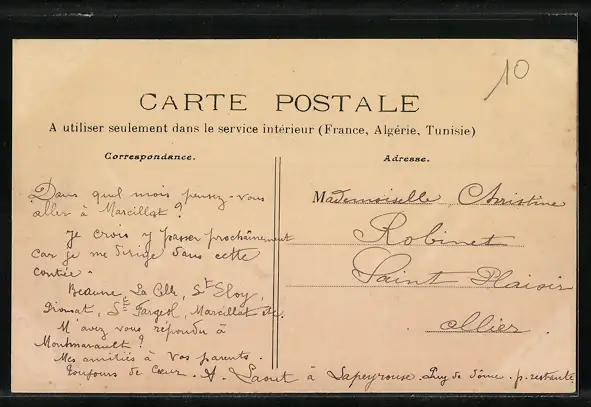 10
CARTE POSTALE
A utiliser seulement dans le service intérieur (France, Algérie, Tunisie)
Correspondance.
Adresse.
Dans quel mois pensez-vous
aller à Marcillat ?
Je crois y passer prochainement
car je me dirige dans cette
contrée -
Beaune, La Celle, St Eloy,
Pionsat, St Fargeol, Marcillat etc.
M'avez vous répondu à
Montmarault ?
Mes amitiés à vos parents.
Toujours de Cœur. A. à Lapeyrouse Puy de dôme. p. restante
Mademoiselle Christine
Robinet
Saint Plaisir
Allier